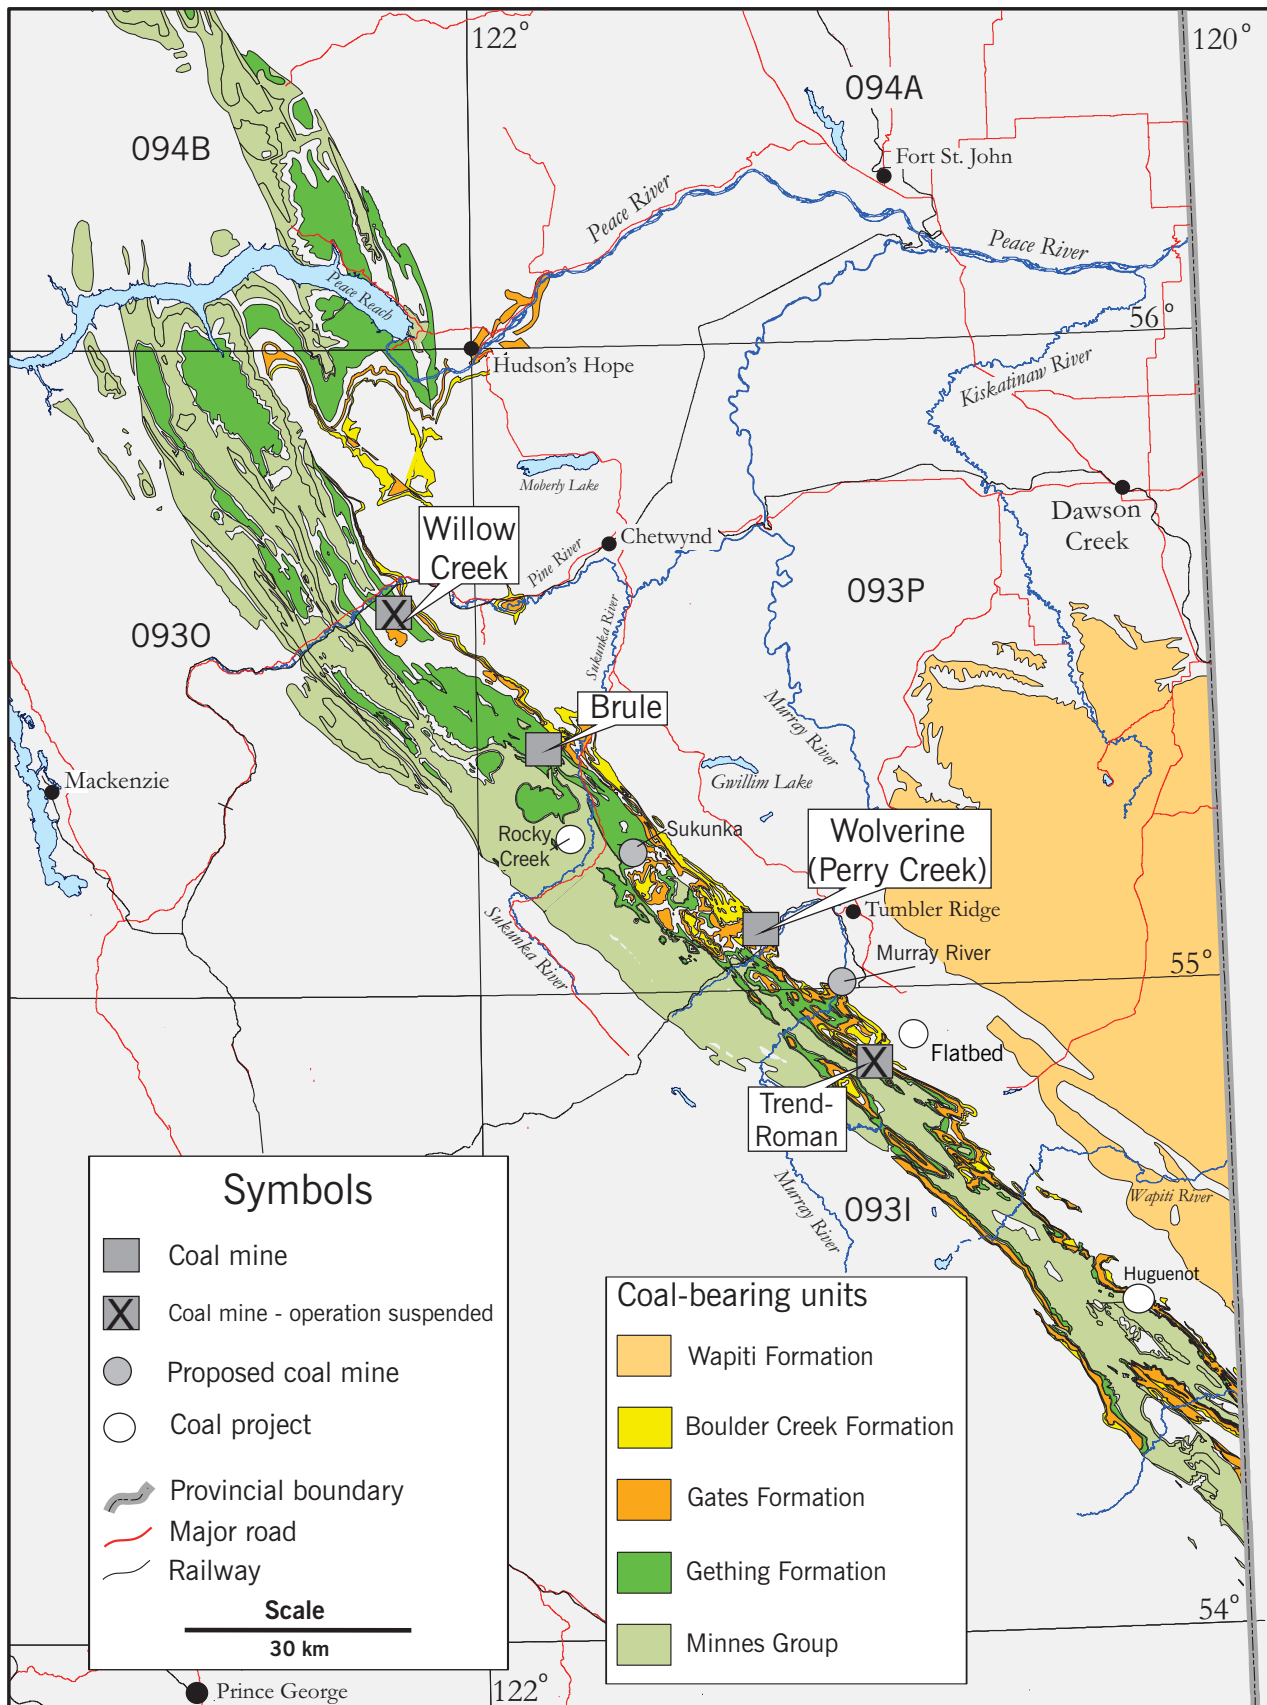 122°
120°
094A
094B
Fort St. John
Peace River
Peace River
Peace Reach
56°
Hudson's Hope
Kiskatinaw River
Moberly Lake
Dawson
Creek
Willow
Creek
Chetwynd
Pine River
093P
Sukunka River
093O
Murray River
Brule
Mackenzie
Gwillim Lake
Rocky
Creek
Sukunka
Wolverine
(Perry Creek)
Tumbler Ridge
Sukunka River
Murray River
55°
Flatbed
Trend-
Roman
Murray River
093I
Wapiti River
Huguenot
Symbols
Coal mine
X
Coal mine - operation suspended
Proposed coal mine
Coal project
Provincial boundary
Major road
Railway
Scale
30 km
Coal-bearing units
Wapiti Formation
Boulder Creek Formation
Gates Formation
Gething Formation
Minnes Group
54°
Prince George
122°
X
X